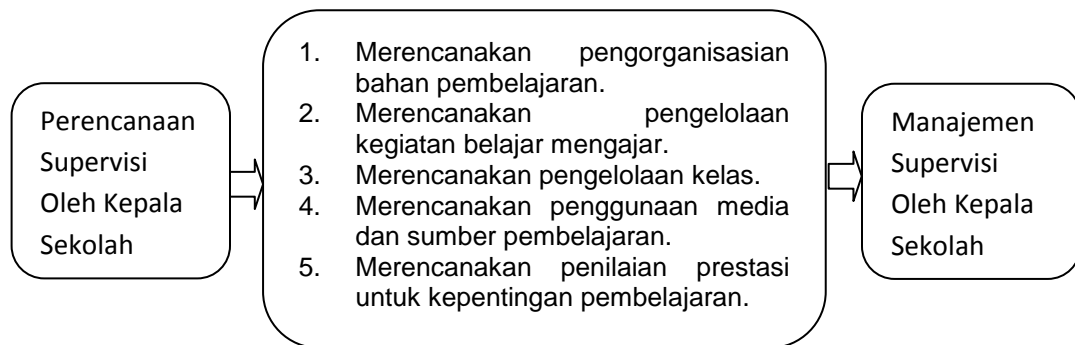 Perencanaan
Supervisi
Oleh Kepala
Sekolah
1. Merencanakan pengorganisasian
bahan pembelajaran.
2. Merencanakan pengelolaan
kegiatan belajar mengajar.
3. Merencanakan pengelolaan kelas.
4. Merencanakan penggunaan media
dan sumber pembelajaran.
5. Merencanakan penilaian prestasi
untuk kepentingan pembelajaran.
Manajemen
Supervisi
Oleh Kepala
Sekolah